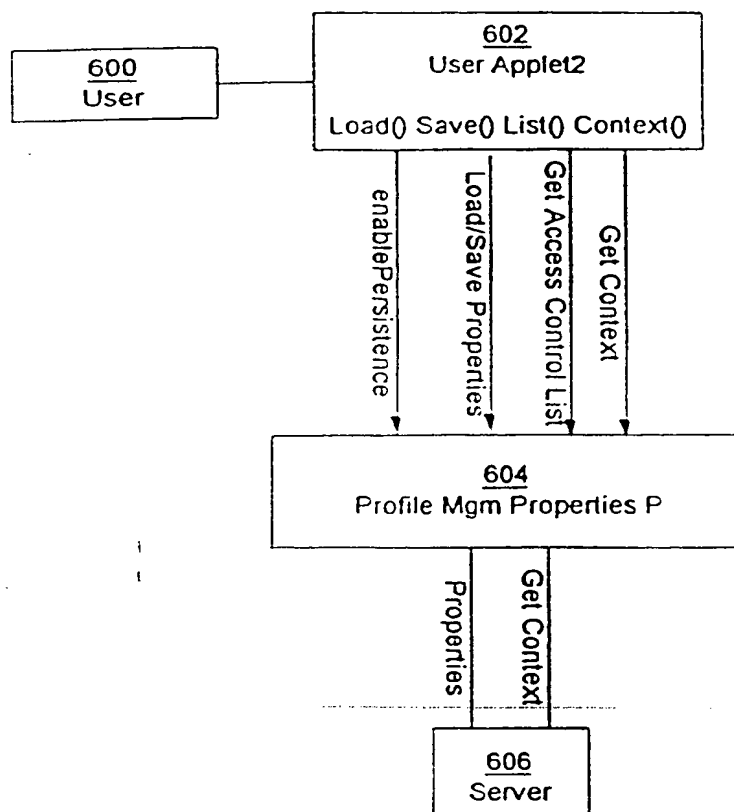 602
User Applet2
Load() Save() List() Context()
600
User
enablePersistence
Load/Save Properties
Get Access Control List
Get Context
604
Profile Mgm Properties P
Properties
Get Context
606
Server